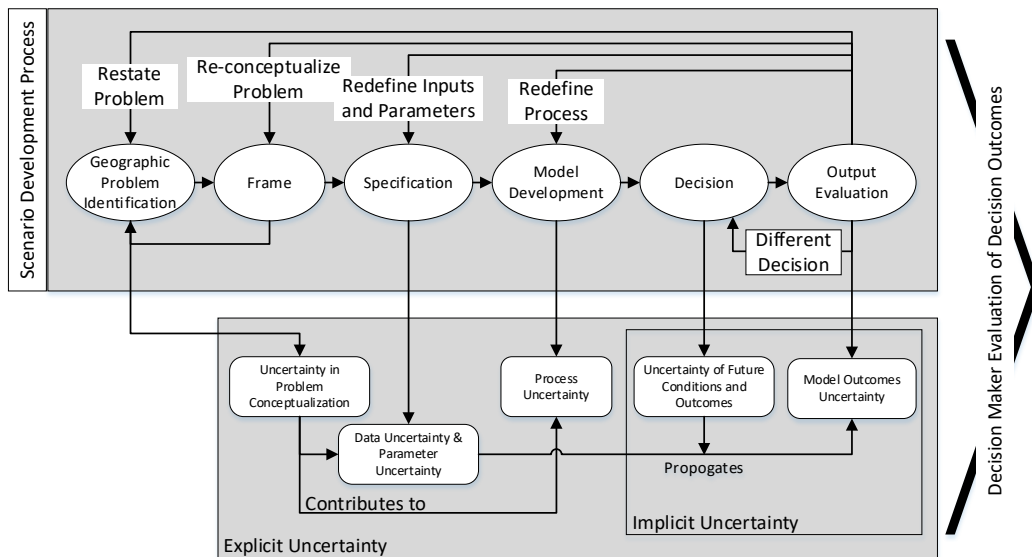 Scenario Development Process
Restate
Problem
Re-conceptualize
Problem
Redefine Inputs
and Parameters
Redefine
Process
Geographic
Problem
Identification
Frame
Specification
Model
Development
Decision
Output
Evaluation
Different
Decision
Uncertainty in
Problem
Conceptualization
Data Uncertainty &
Parameter
Uncertainty
Process
Uncertainty
Uncertainty of Future
Conditions and
Outcomes
Model Outcomes
Uncertainty
Propogates
Contributes to
Implicit Uncertainty
Explicit Uncertainty
Decision Maker Evaluation of Decision Outcomes